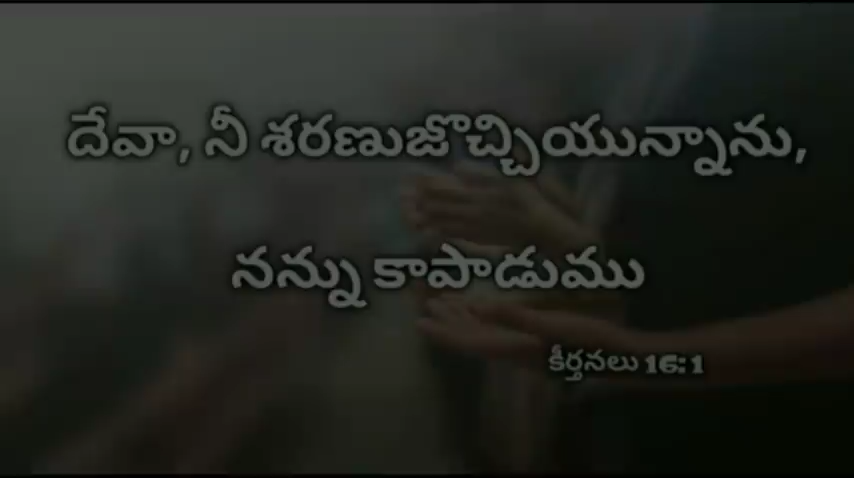 దేవా, నీ శరణుజొచ్చియున్నాను,
నన్ను కాపాడుము
కీర్తనలు 16:1